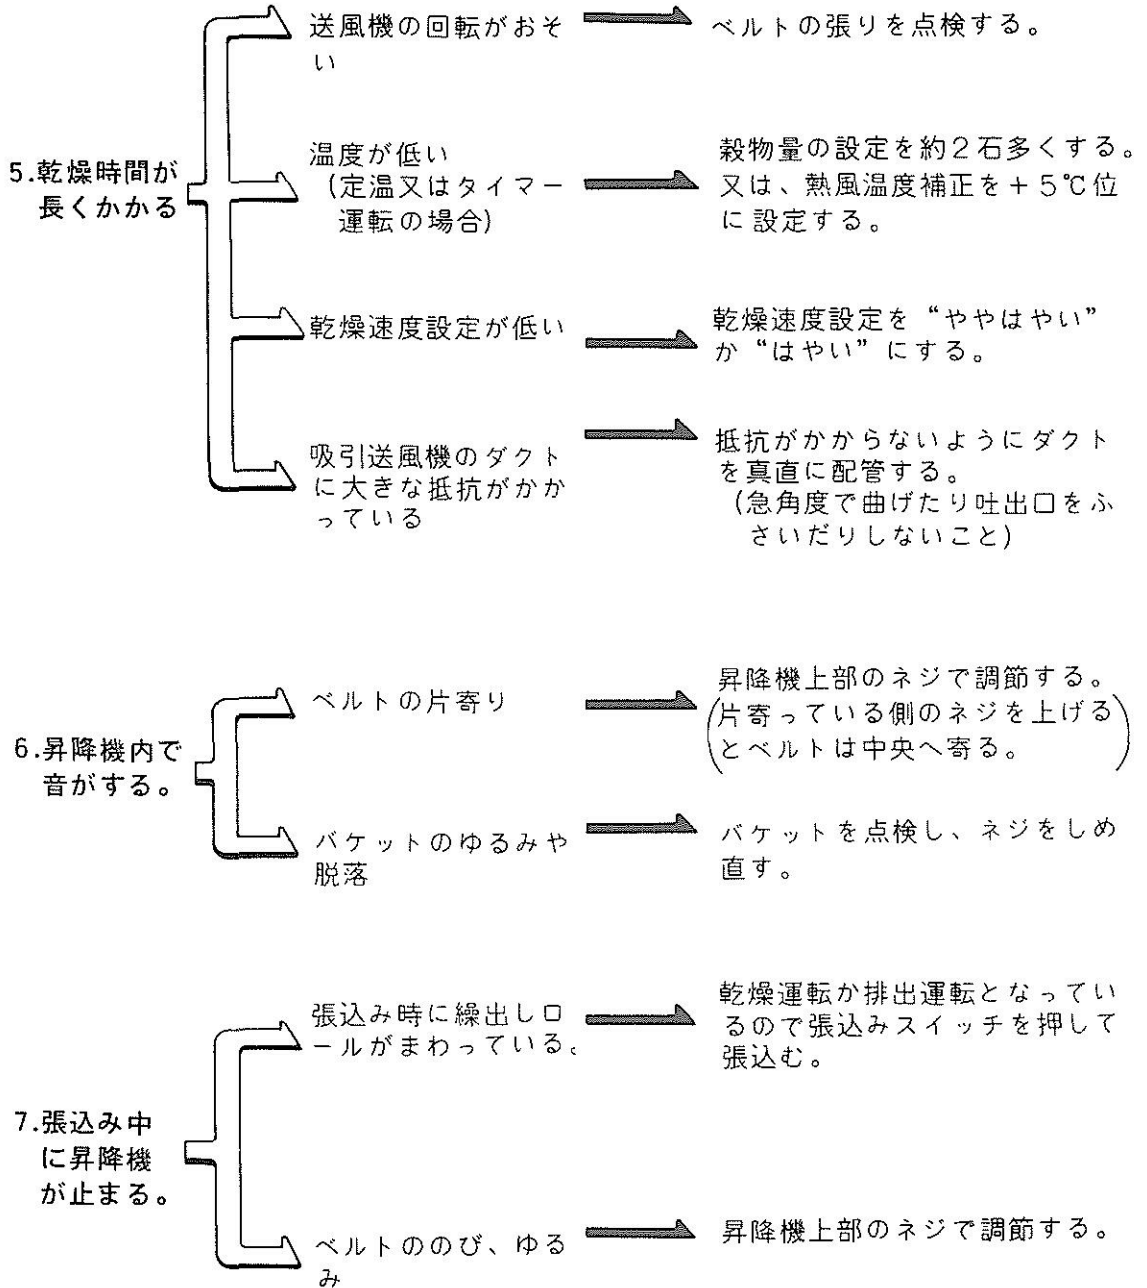 送風機の回転がおそ
い
ベルトの張りを点検する。
5.乾燥時間が
長くかかる
温度が低い
(定温又はタイマー
運転の場合)
穀物量の設定を約2石多くする。
又は、熱風温度補正を+5℃位
に設定する。
乾燥速度設定が低い
乾燥速度設定を“ややはやい”
か“はやい”にする。
吸引送風機のダクト
に大きな抵抗がかか
っている
抵抗がかからないようにダクト
を真直に配管する。
(急角度で曲げたり吐出口をふ
さいだりしないこと)
6.昇降機内で
音がする。
ベルトの片寄り
昇降機上部のネジで調節する。
(片寄っている側のネジを上げる
とベルトは中央へ寄る。)
バケットのゆるみや
脱落
バケットを点検し、ネジをしめ
直す。
7.張込み中
に昇降機
が止まる。
張込み時に繰出しロ
ールがまわっている。
乾燥運転か排出運転となってい
るので張込みスイッチを押して
張込む。
ベルトののび、ゆる
み
昇降機上部のネジで調節する。